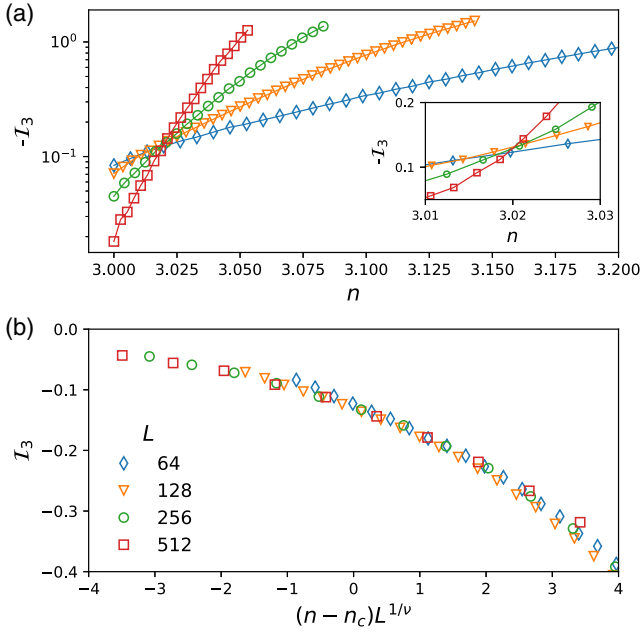 (a)
10⁰
10⁻¹
-I₃
3.000 3.025 3.050 3.075 3.100 3.125 3.150 3.175 3.200
n
0.2
0.1
-I₃
3.01 3.02 3.03
n
(b)
0.0
−0.1
−0.2
−0.3
−0.4
I₃
L
64
128
256
512
−4 −3 −2 −1 0 1 2 3 4
(n − n_c)L^{1/ν}